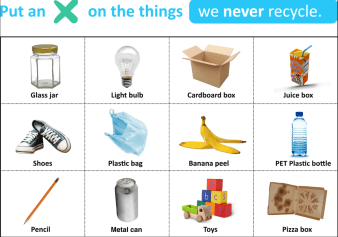 Put an X on the things we never recycle.
Glass jar Light bulb Cardboard box Juice box
Shoes Plastic bag Banana peel PET Plastic bottle
Pencil Metal can Toys Pizza box